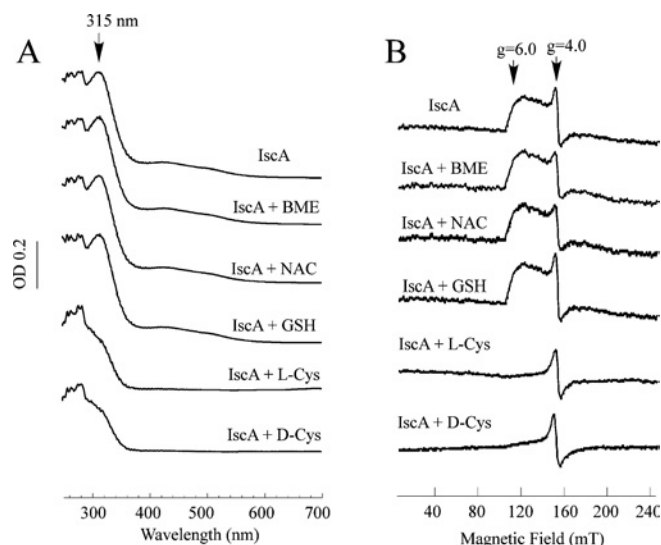 A
315 nm
IscA
IscA + BME
IscA + NAC
IscA + GSH
IscA + L-Cys
IscA + D-Cys
OD 0.2
300 400 500 600 700
Wavelength (nm)
B
g=6.0
g=4.0
IscA
IscA + BME
IscA + NAC
IscA + GSH
IscA + L-Cys
IscA + D-Cys
40 80 120 160 200 240
Magnetic Field (mT)